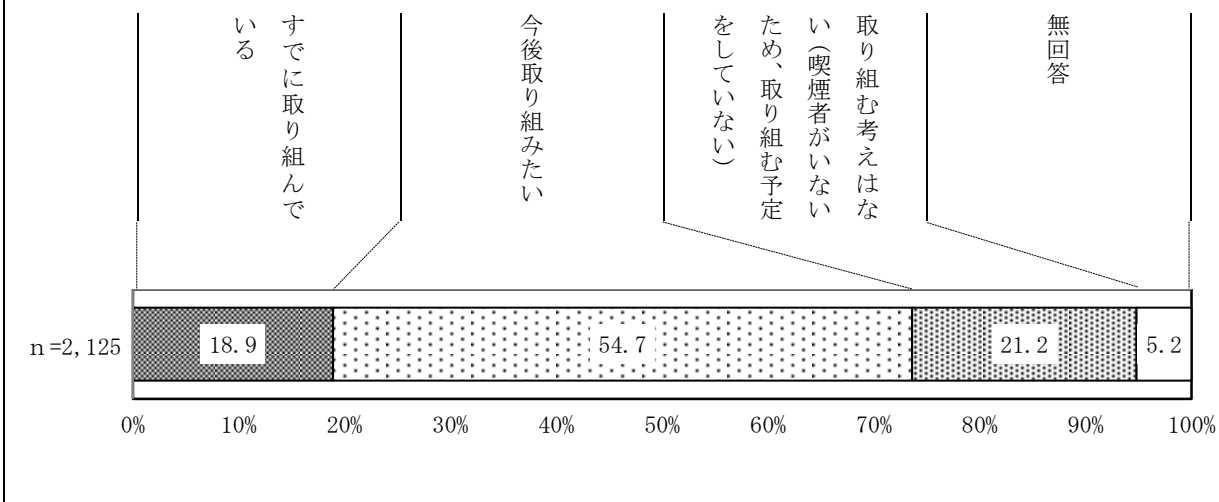 すでに取り組んで
いる
今後取り組みたい
取り組む考えはな
い（喫煙者がいない
ため、取り組む予定
をしていない）
無回答
n=2,125
18.9
54.7
21.2
5.2
0%
10%
20%
30%
40%
50%
60%
70%
80%
90%
100%